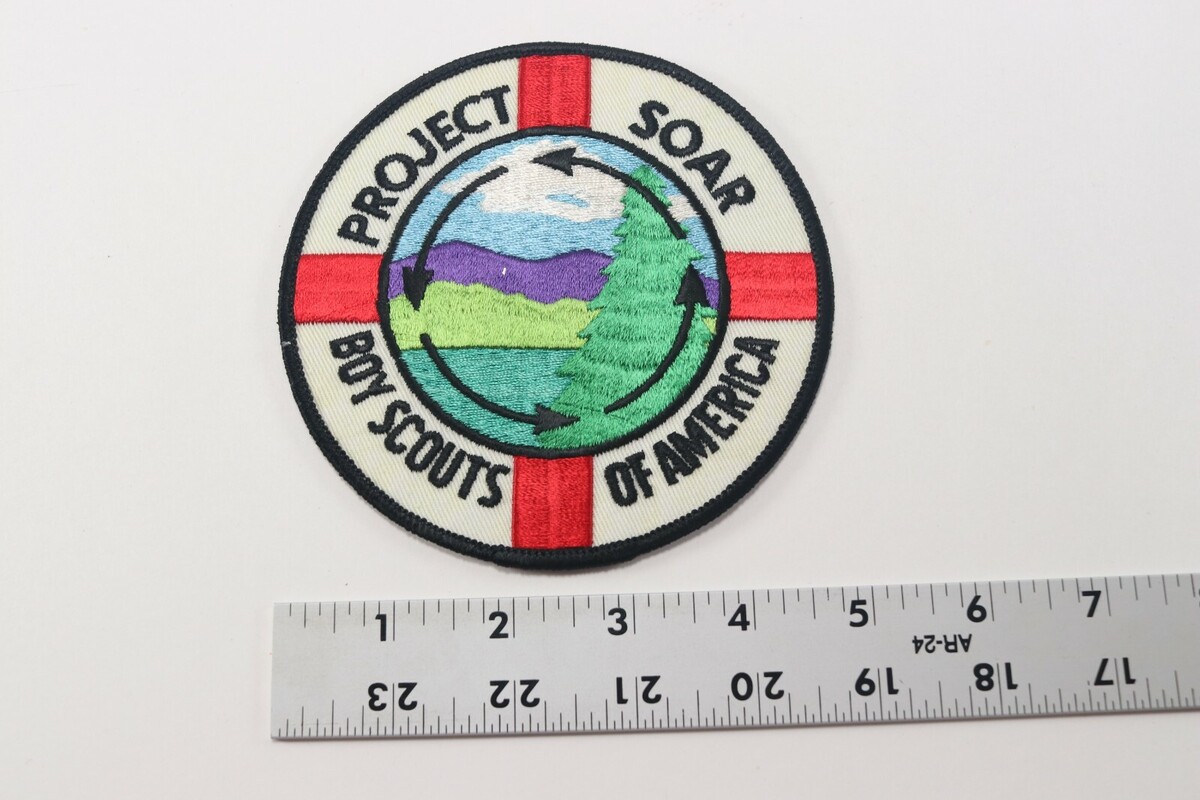 PROJECT SOAR
BOY SCOUTS OF AMERICA
1 2 3 4 5 6 7
AR-24
23 22 21 20 19 18 17